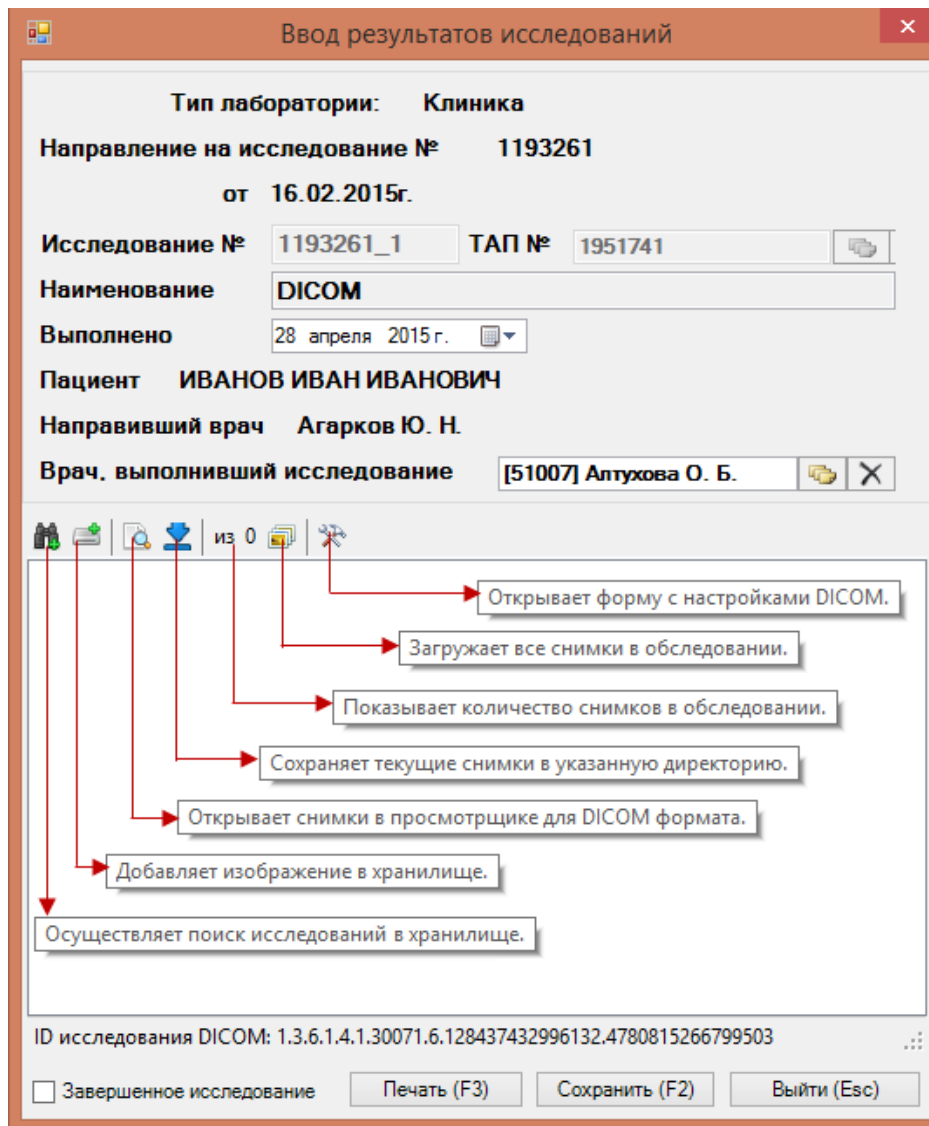 Ввод результатов исследований
Тип лаборатории: Клиника
Направление на исследование № 1193261
от 16.02.2015г.
Исследование № 1193261_1 ТАП № 1951741
Наименование DICOM
Выполнено 28 апреля 2015 г.
Пациент ИВАНОВ ИВАН ИВАНОВИЧ
Направивший врач Агарков Ю. Н.
Врач, выполнивший исследование [51007] Алтухова О. Б.
из 0
Открывает форму с настройками DICOM.
Загружает все снимки в обследовании.
Показывает количество снимков в обследовании.
Сохраняет текущие снимки в указанную директорию.
Открывает снимки в просмотрщике для DICOM формата.
Добавляет изображение в хранилище.
Осуществляет поиск исследований в хранилище.
ID исследования DICOM: 1.3.6.1.4.1.30071.6.128437432996132.4780815266799503
Завершенное исследование Печать (F3) Сохранить (F2) Выйти (Esc)